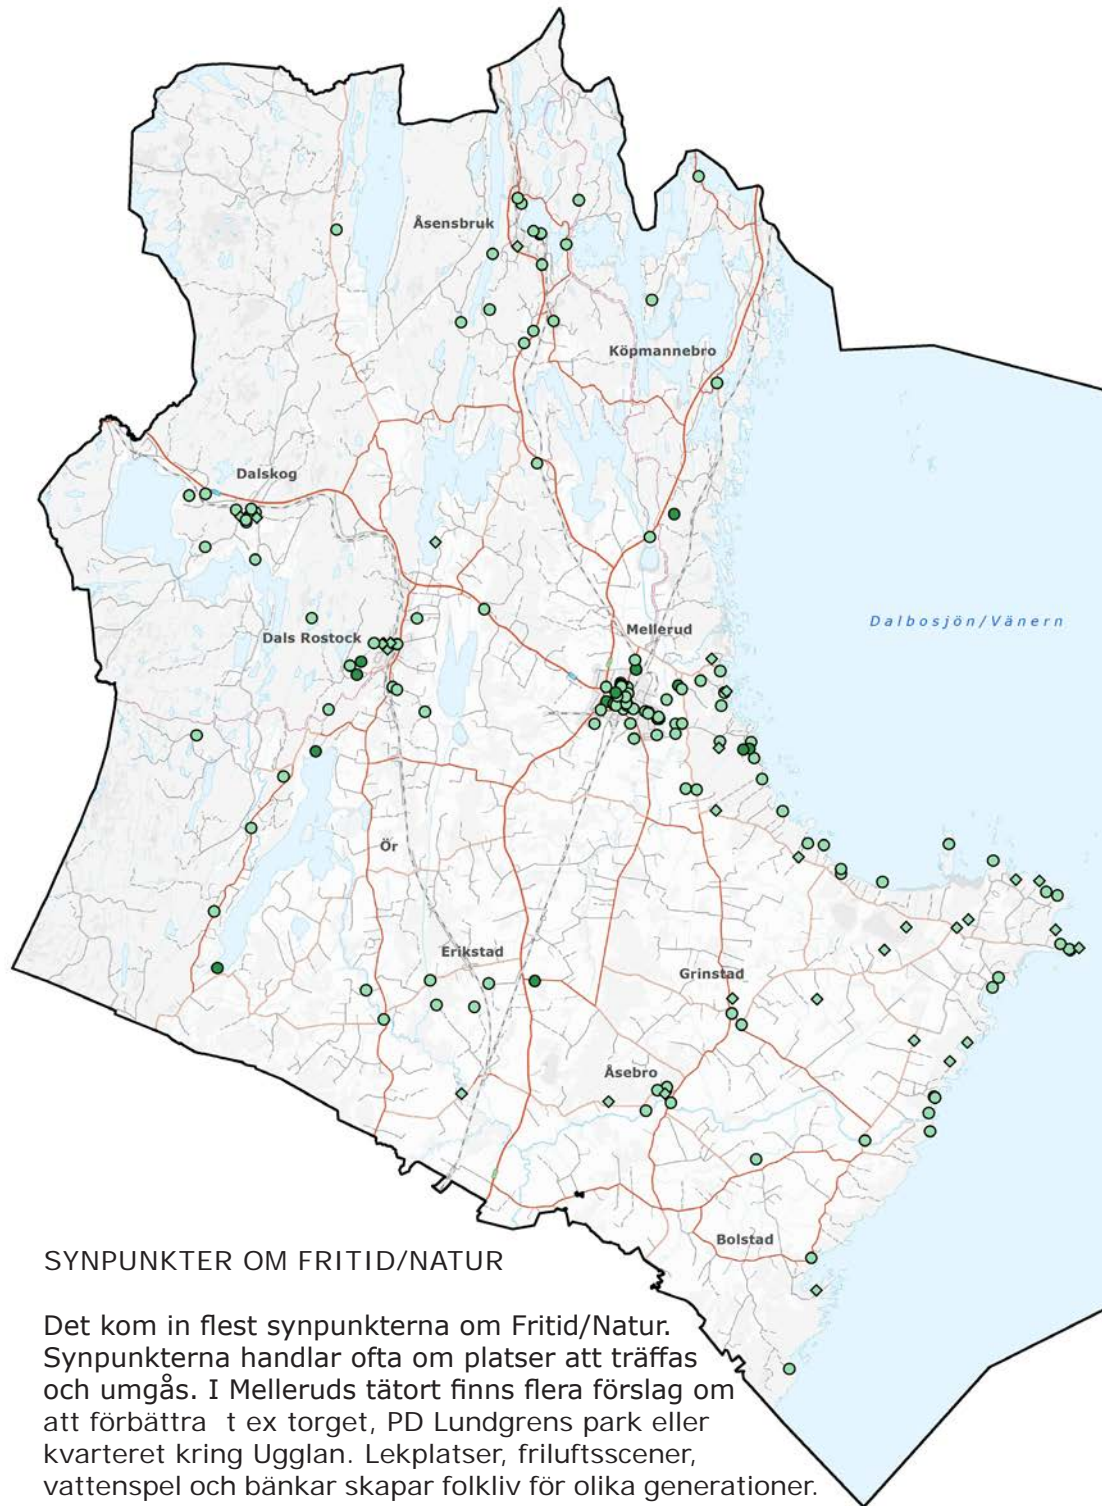 Åsensbruk
Köpmannebro
Dalskog
Dals Rostock
Mellerud
Dalbosjön/Vänern
Ör
Erikstad
Grinstad
Åsebro
Bolstad
SYNPUNKTER OM FRITID/NATUR
Det kom in flest synpunkterna om Fritid/Natur.
Synpunkterna handlar ofta om platser att träffas
och umgås. I Melleruds tätort finns flera förslag om
att förbättra t ex torget, PD Lundgrens park eller
kvarteret kring Ugglan. Lekplatser, friluftsscener,
vattenspel och bänkar skapar folkliv för olika generationer.